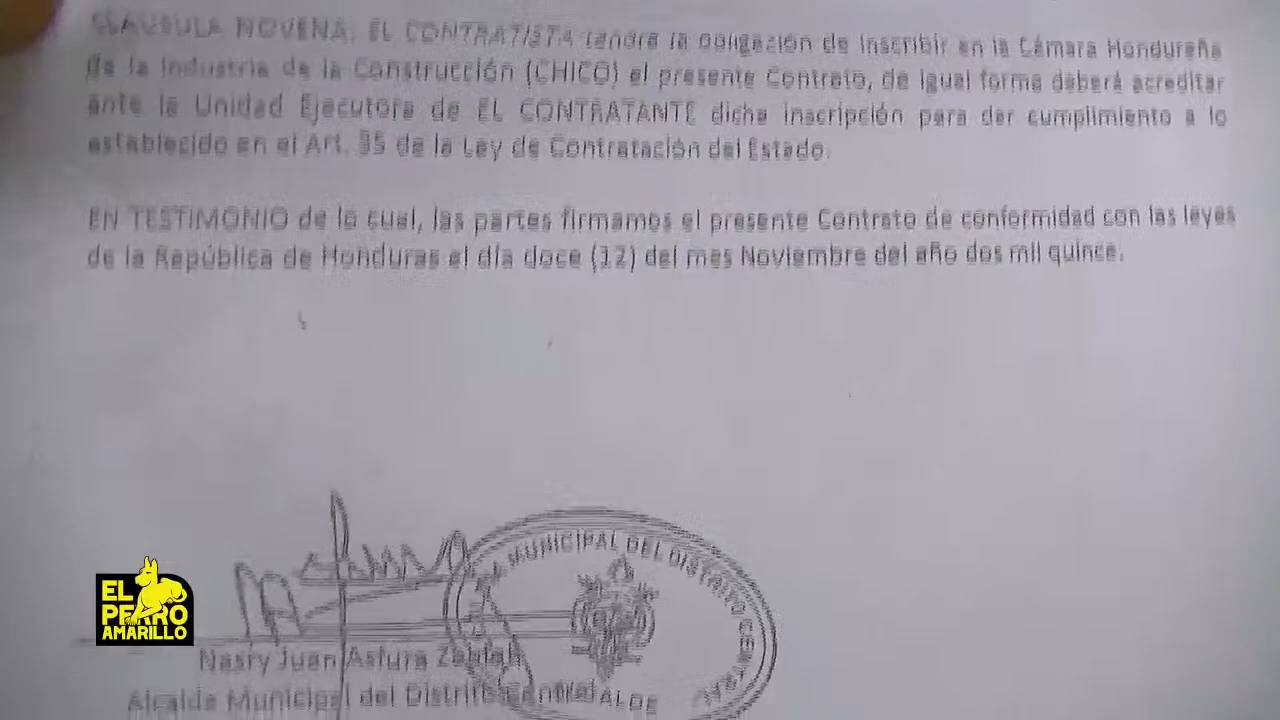 CLÁUSULA NOVENA: EL CONTRATISTA tendrá la obligación de inscribir en la Cámara Hondureña
de la Industria de la Construcción (CHICO) el presente Contrato, de igual forma deberá acreditar
ante la Unidad Ejecutora de EL CONTRATANTE dicha inscripción para dar cumplimiento a lo
establecido en el Art. 35 de la Ley de Contratación del Estado.
EN TESTIMONIO de lo cual, las partes firmamos el presente Contrato de conformidad con las leyes
de la República de Honduras el día doce (12) del mes Noviembre del año dos mil quince.
MUNICIPAL DEL DISTRITO CENTRAL
EL
PERRO
AMARILLO
Nasry Juan Asfura Zablah
Alcalde Municipal del Distrito Central
ALDE